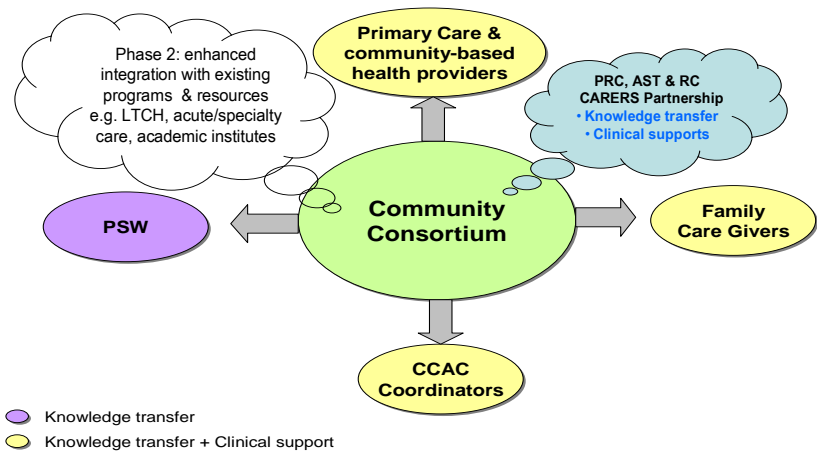 Phase 2: enhanced
integration with existing
programs & resources
e.g. LTCH, acute/specialty
care, academic institutes
Primary Care &
community-based
health providers
PRC, AST & RC
CARERS Partnership
• Knowledge transfer
• Clinical supports
PSW
Community
Consortium
Family
Care Givers
CCAC
Coordinators
Knowledge transfer
Knowledge transfer + Clinical support